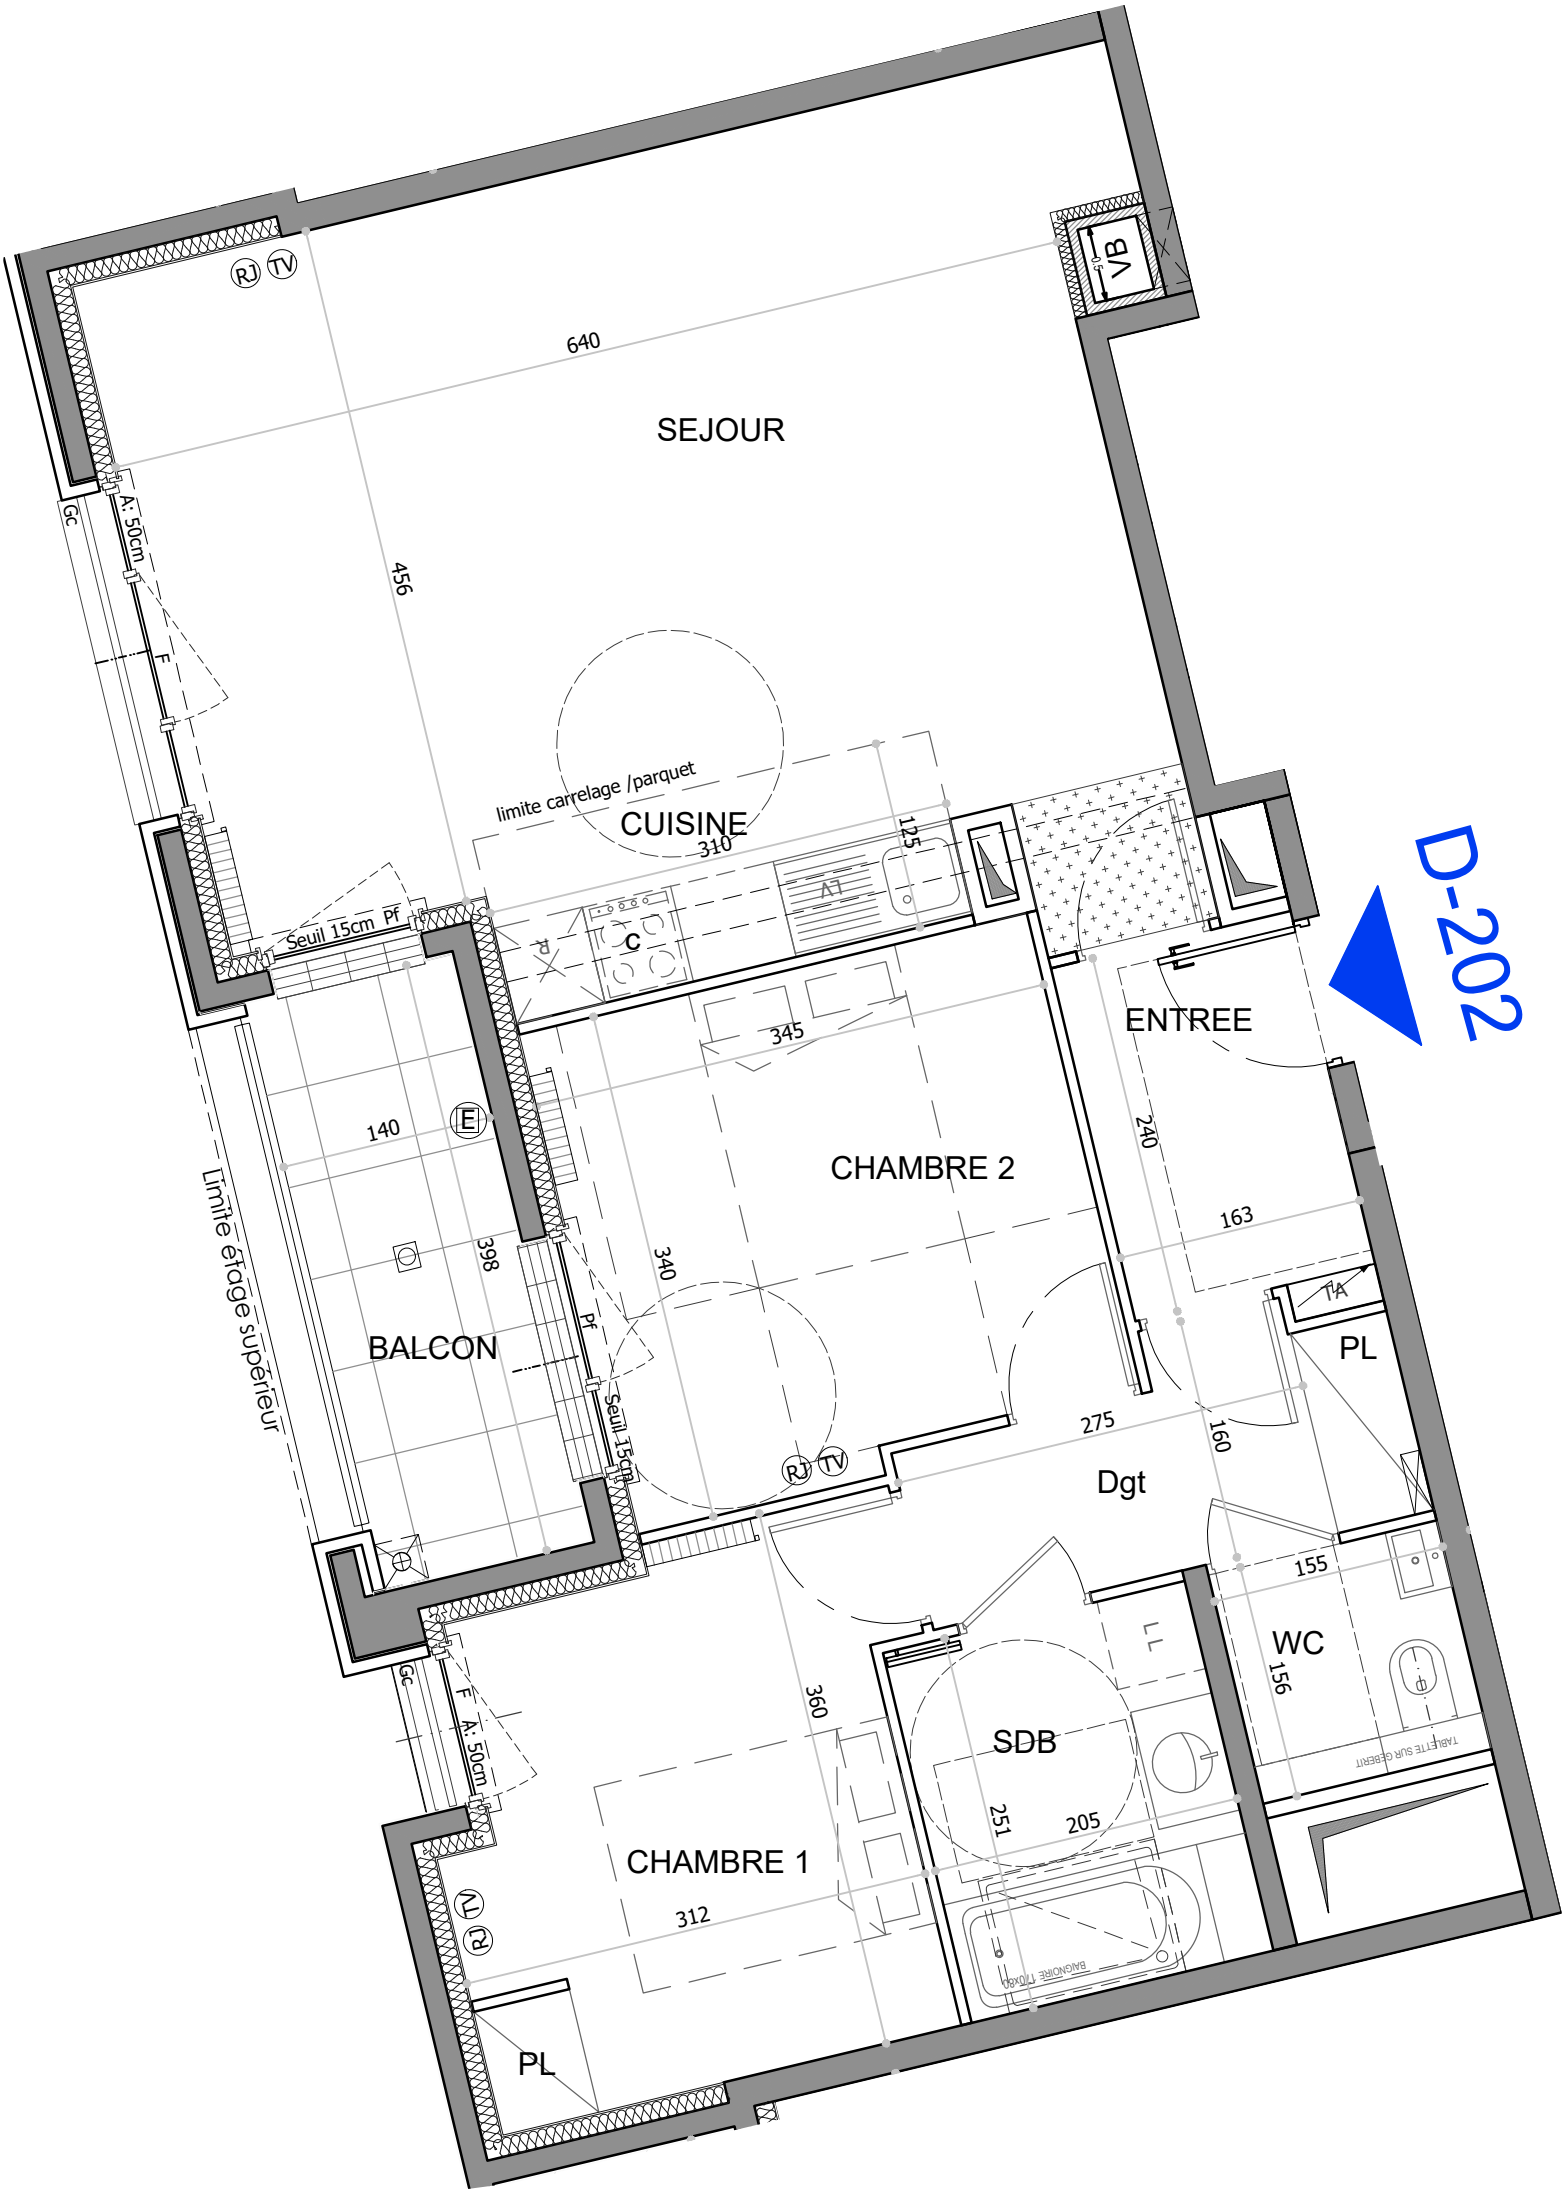 VB
0.5
RJ
TV
640
SEJOUR
Gc
A: 50cm
456
F
limite carrelage /parquet
CUISINE
310
125
LV
D-202
Seuil 15cm
Pf
R
C
ENTREE
345
140
E
240
CHAMBRE 2
163
Limite étage supérieur
398
340
TA
BALCON
Pf
PL
Seuil 15cm
275
160
RJ
TV
Dgt
155
LL
WC
156
Gc
F
A: 50cm
360
SDB
TABLETTE SUR GEBERIT
251
205
CHAMBRE 1
TV
RJ
312
BAIGNOIRE 170x80
PL